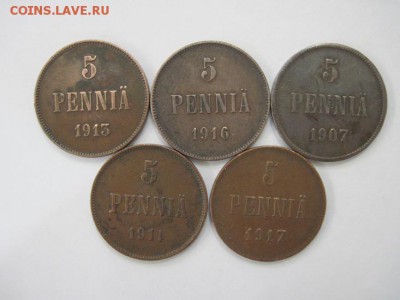 COINS.LAVE.RU
5
PENNIÄ
1913
5
PENNIÄ
1916
5
PENNIÄ
1907
5
PENNIÄ
1911
5
PENNIÄ
1917